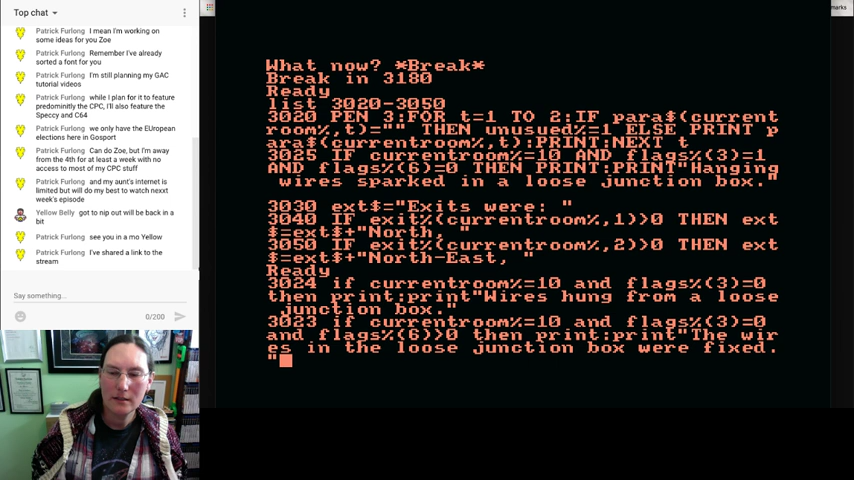 Top chat
Patrick Furlong I mean I'm working on
some ideas for you Zoe
Patrick Furlong Remember I've already
sorted a font for you
Patrick Furlong I'm still planning my GAC
tutorial videos
Patrick Furlong while I plan for it to feature
predominitly the CPC, I'll also feature the
Speccy and C64
Patrick Furlong we only have the EUropean
elections here in Gosport
Patrick Furlong Can do Zoe, but I'm away
from the 4th for at least a week with no
access to most of my CPC stuff
Patrick Furlong and my aunt's internet is
limited but will do my best to watch nexxt
week's episode
Yellow Belly got to nip out will be back in a
bit
Patrick Furlong see you in a mo Yellow
Patrick Furlong I've shared a link to the
stream
Say something...
0/200
marks
What now? *Break*
Break in 3180
Ready
list 3020-3050
3020 PEN 3:FOR t=1 TO 2:IF para$(current
room%,t)="" THEN unusued%=1 ELSE PRINT p
ara$(currentroom%,t):PRINT:NEXT t
3025 IF currentroom%=10 AND flags%(3)=1
AND flags%(6)=0 THEN PRINT:PRINT"Hanging
wires sparked in a loose junction box."
3030 ext$="Exits were: "
3040 IF exit%(currentroom%,1)>0 THEN ext
$=ext$+"North, "
3050 IF exit%(currentroom%,2)>0 THEN ext
$=ext$+"North-East, "
Ready
3024 if currentroom%=10 and flags%(3)=0
then print:print"Wires hung from a loose
junction box."
3023 if currentroom%=10 and flags%(3)=0
and flags%(6)>0 then print:print"The wir
es in the loose junction box were fixed.
"